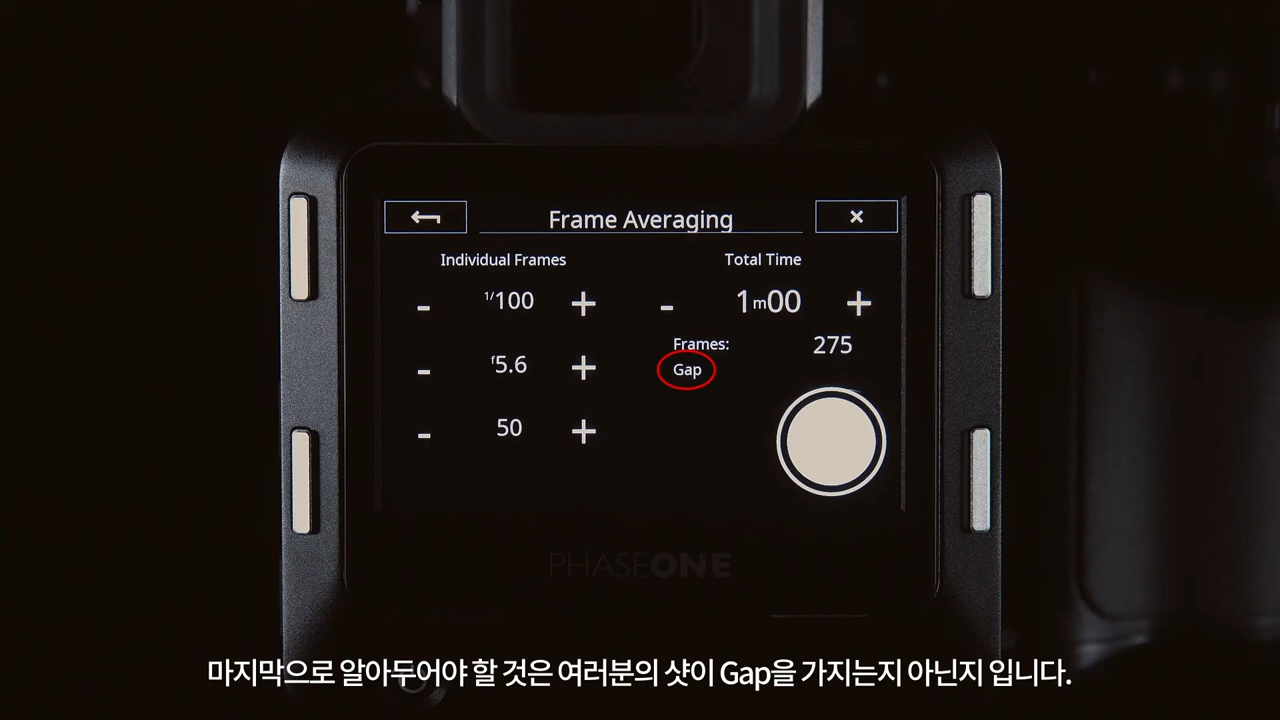 Frame Averaging
Individual Frames
Total Time
- 1/100 +
- 1m00 +
Frames: 275
Gap
- f5.6 +
- 50 +
PHASEONE
마지막으로 알아두어야 할 것은 여러분의 샷이 Gap을 가지는지 아닌지 입니다.